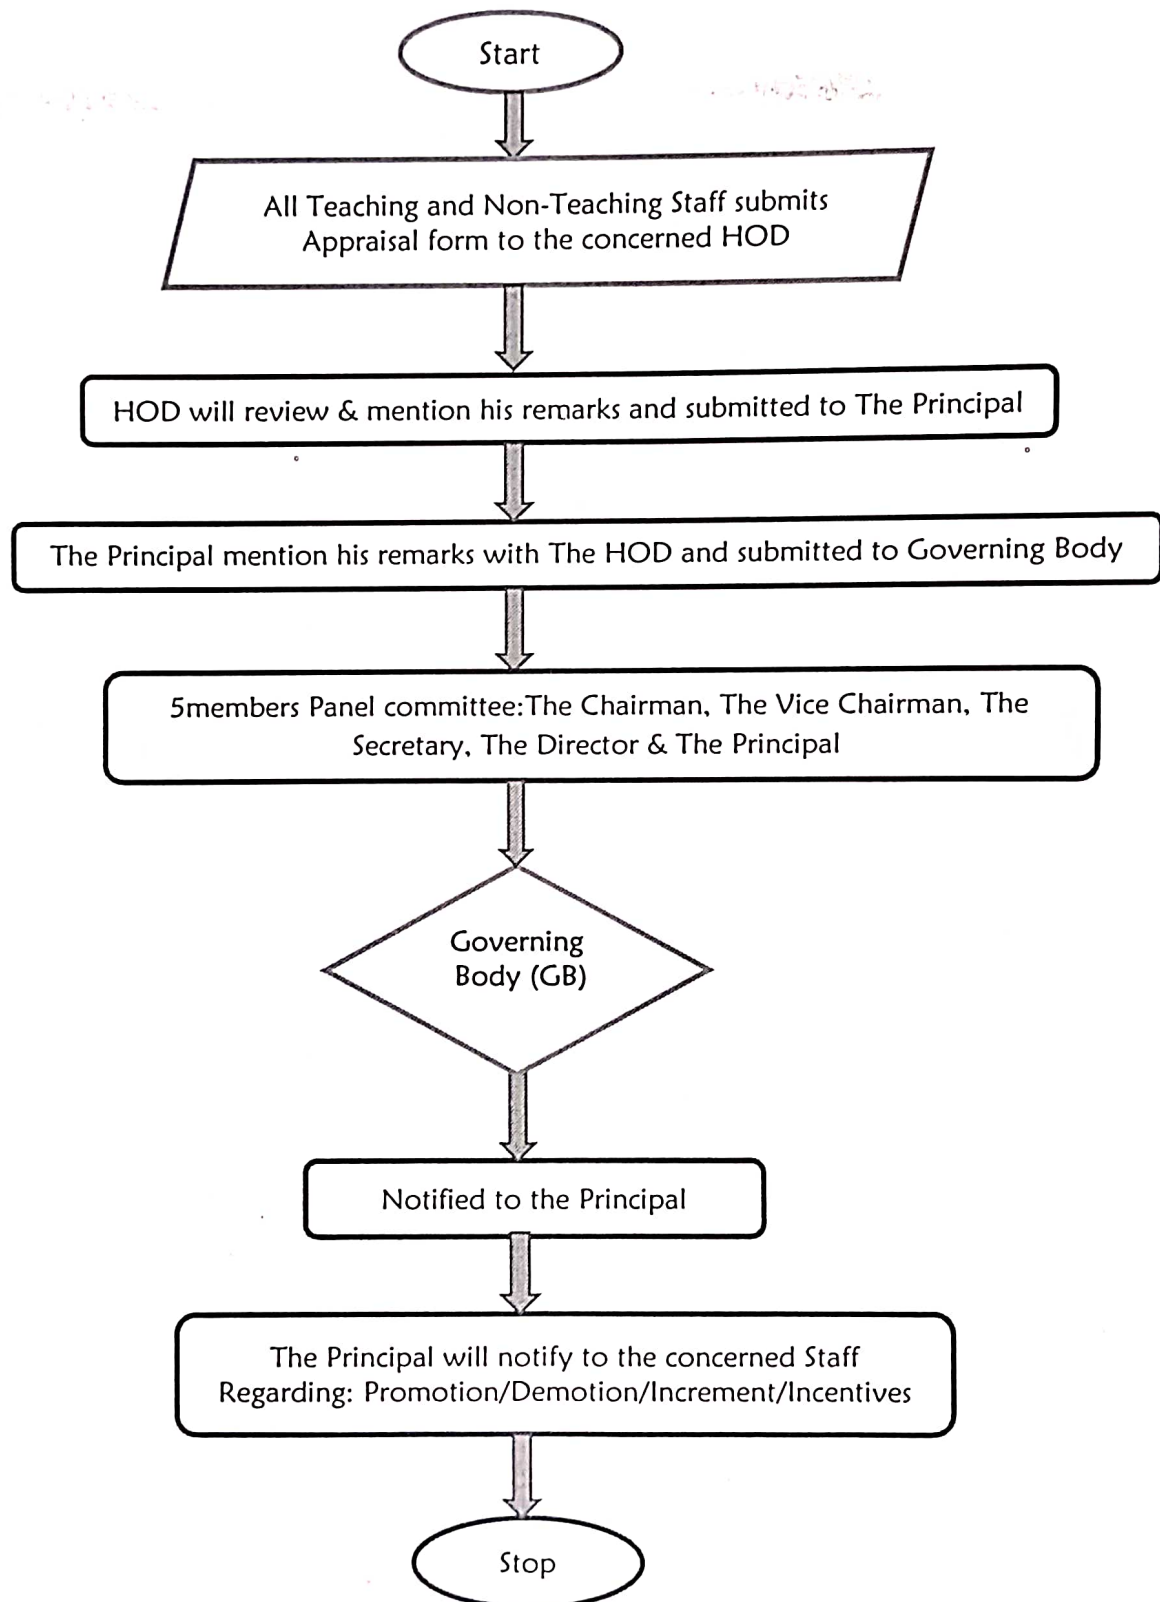 Start
All Teaching and Non-Teaching Staff submits
Appraisal form to the concerned HOD
HOD will review & mention his remarks and submitted to The Principal
The Principal mention his remarks with The HOD and submitted to Governing Body
5members Panel committee:The Chairman, The Vice Chairman, The
Secretary, The Director & The Principal
Governing
Body (GB)
Notified to the Principal
The Principal will notify to the concerned Staff
Regarding: Promotion/Demotion/Increment/Incentives
Stop